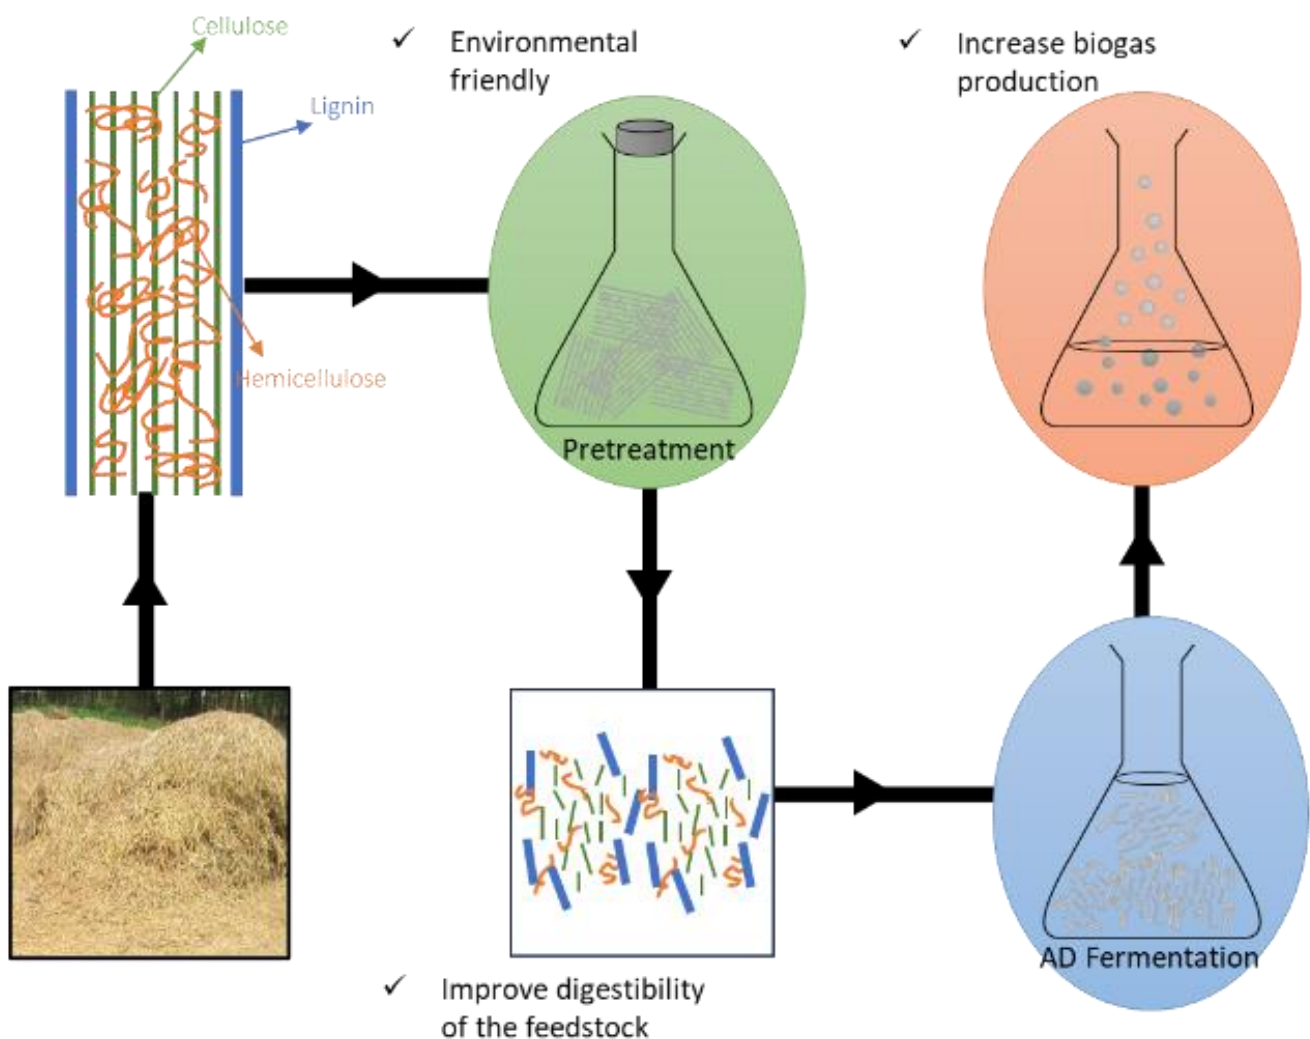 Cellulose
Lignin
Hemicellulose
✓ Environmental
friendly
Pretreatment
✓ Improve digestibility
of the feedstock
✓ Increase biogas
production
AD Fermentation